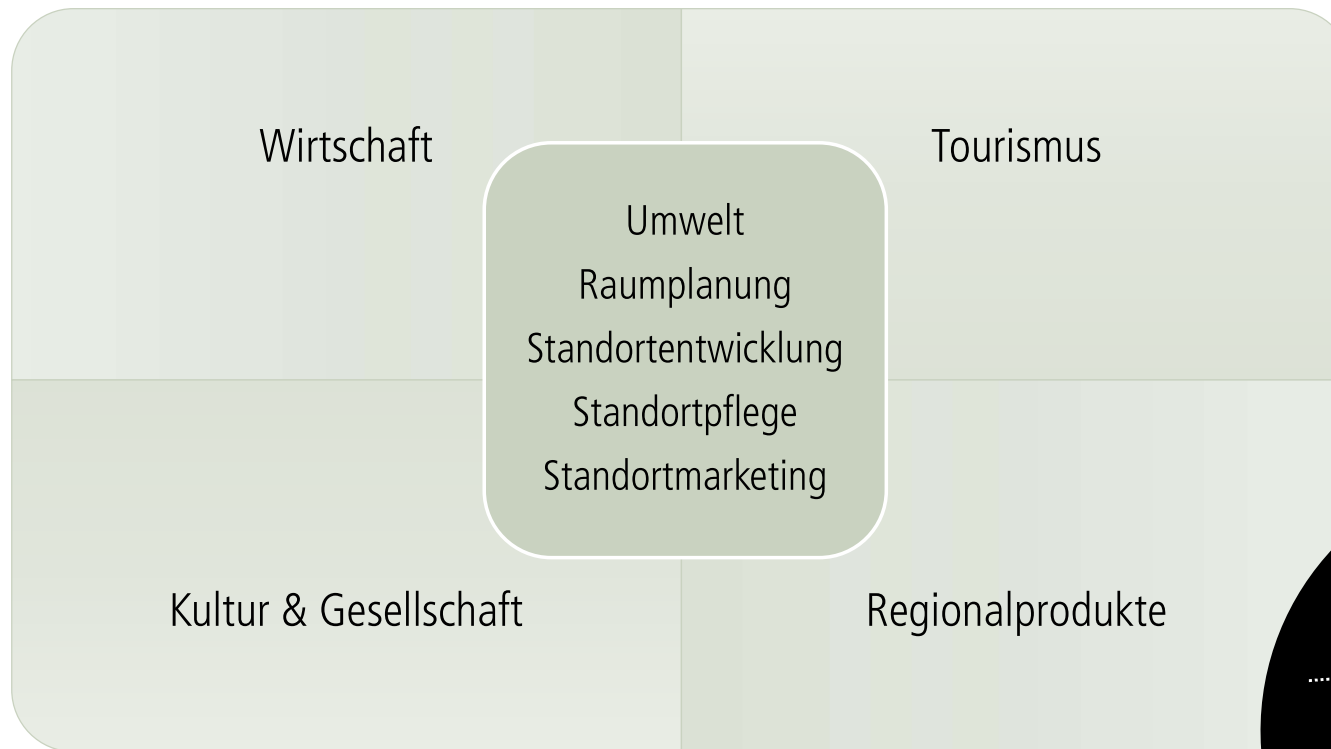 Wirtschaft
Tourismus
Umwelt
Raumplanung
Standortentwicklung
Standortpflege
Standortmarketing
Kultur & Gesellschaft
Regionalprodukte